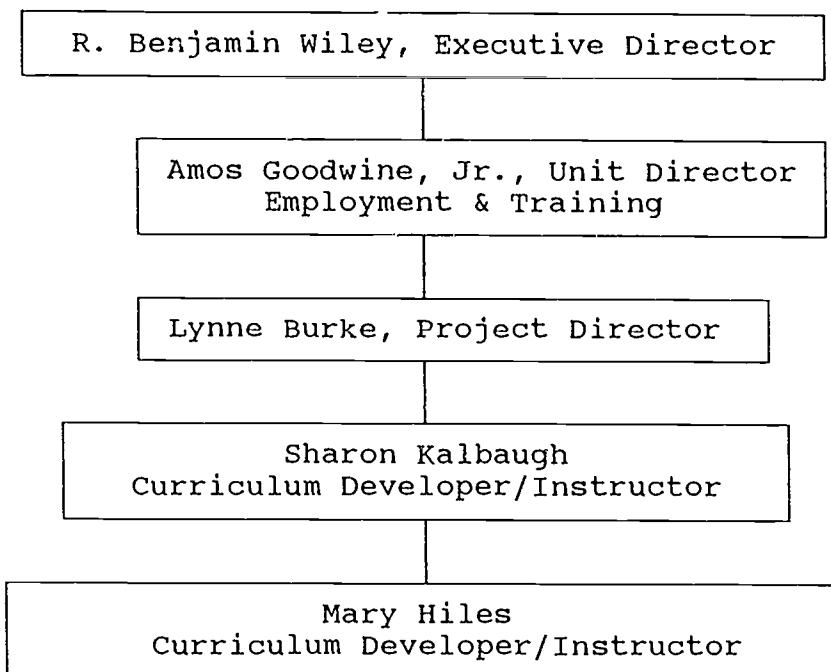 R. Benjamin Wiley, Executive Director
Amos Goodwine, Jr., Unit Director
Employment & Training
Lynne Burke, Project Director
Sharon Kalbaugh
Curriculum Developer/Instructor
Mary Hiles
Curriculum Developer/Instructor